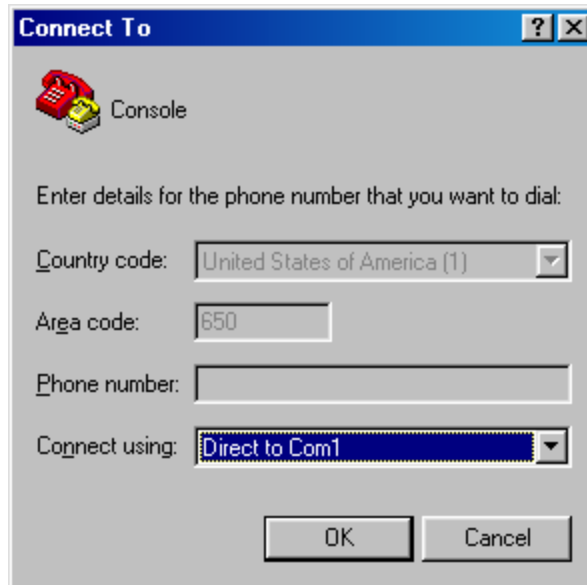 Connect To
Console
Enter details for the phone number that you want to dial:
Country code: United States of America (1)
Area code: 650
Phone number:
Connect using: Direct to Com1
OK Cancel